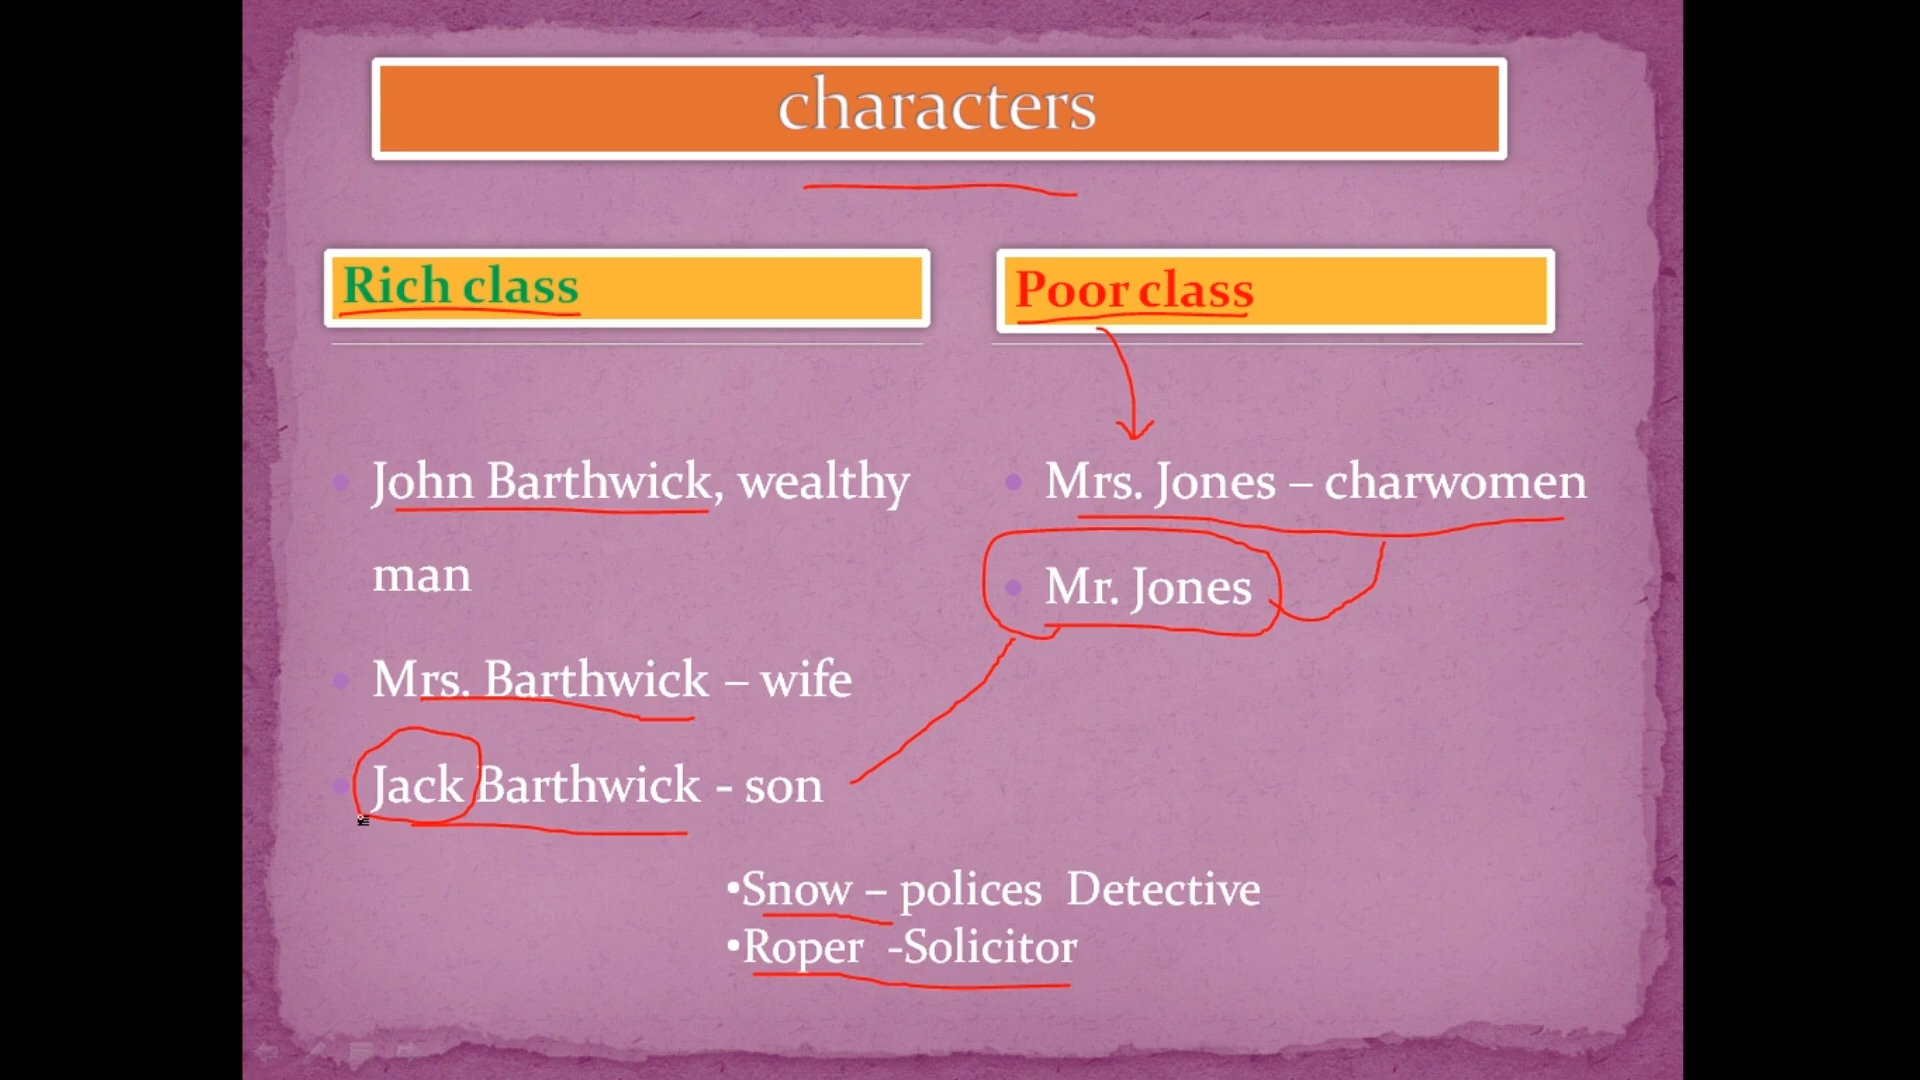 characters
Rich class
John Barthwick, wealthy
man
Mrs. Barthwick – wife
Jack Barthwick - son
Poor class
Mrs. Jones – charwomen
Mr. Jones
•Snow – polices Detective
•Roper -Solicitor